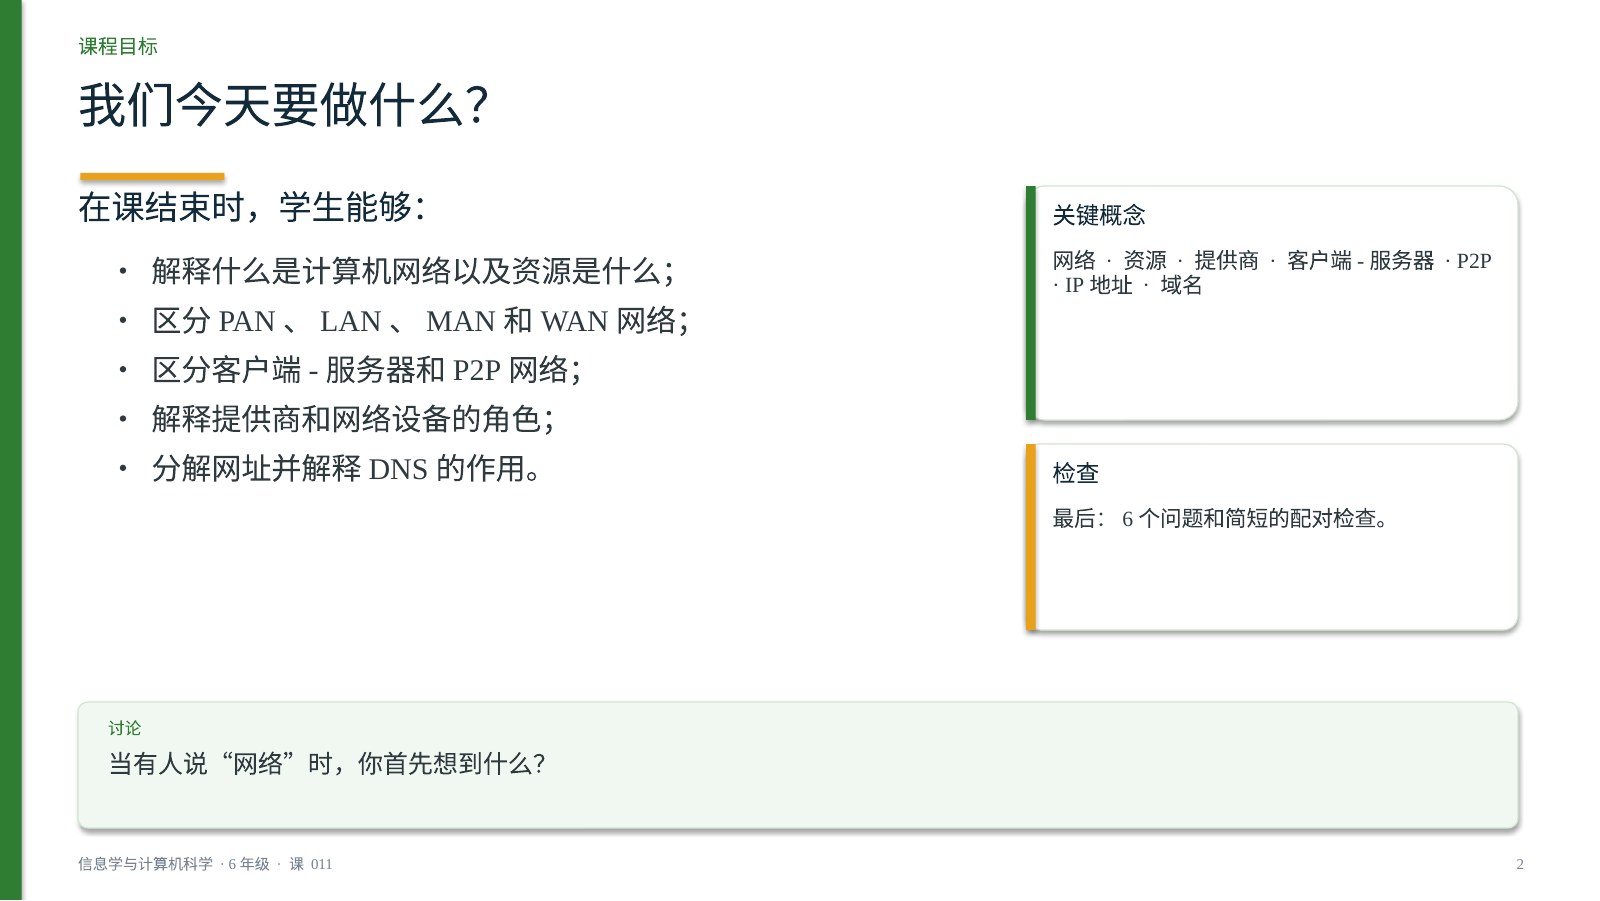 课程目标
我们今天要做什么？
在课结束时，学生能够：
• 解释什么是计算机网络以及资源是什么；
• 区分 PAN 、 LAN 、 MAN 和 WAN 网络；
• 区分客户端 - 服务器和 P2P 网络；
• 解释提供商和网络设备的角色；
• 分解网址并解释 DNS 的作用。
关键概念
网络 · 资源 · 提供商 · 客户端 - 服务器 · P2P
· IP 地址 · 域名
检查
最后： 6 个问题和简短的配对检查。
讨论
当有人说“网络”时，你首先想到什么？
信息学与计算机科学 · 6 年级 · 课 011
2